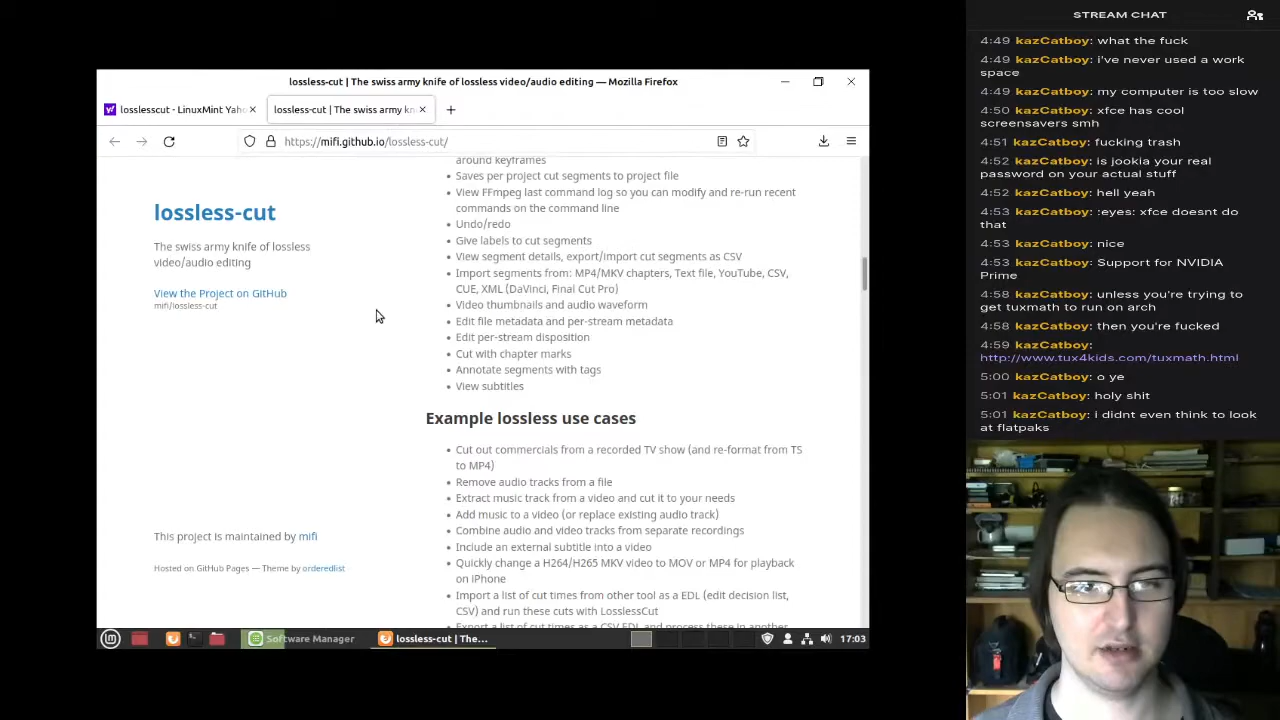 lossless-cut | The swiss army knife of lossless video/audio editing — Mozilla Firefox
losslesscut - LinuxMint Yaho
lossless-cut | The swiss army kn
https://mifi.github.io/lossless-cut/
lossless-cut
The swiss army knife of lossless
video/audio editing
View the Project on GitHub
mifi/lossless-cut
This project is maintained by mifi
Hosted on GitHub Pages — Theme by orderedlist
around keyframes
Saves per project cut segments to project file
View FFmpeg last command log so you can modify and re-run recent
commands on the command line
Undo/redo
Give labels to cut segments
View segment details, export/import cut segments as CSV
Import segments from: MP4/MKV chapters, Text file, YouTube, CSV,
CUE, XML (DaVinci, Final Cut Pro)
Video thumbnails and audio waveform
Edit file metadata and per-stream metadata
Edit per-stream disposition
Cut with chapter marks
Annotate segments with tags
View subtitles
Example lossless use cases
Cut out commercials from a recorded TV show (and re-format from TS
to MP4)
Remove audio tracks from a file
Extract music track from a video and cut it to your needs
Add music to a video (or replace existing audio track)
Combine audio and video tracks from separate recordings
Include an external subtitle into a video
Quickly change a H264/H265 MKV video to MOV or MP4 for playback
on iPhone
Import a list of cut times from other tool as a EDL (edit decision list,
CSV) and run these cuts with LosslessCut
Export a list of cut times as a CSV EDL and process these in another
Software Manager
lossless-cut | The...
17:03
STREAM CHAT
4:49 kazCatboy: what the fuck
4:49 kazCatboy: i've never used a work
space
4:49 kazCatboy: my computer is too slow
4:50 kazCatboy: xfce has cool
screensavers smh
4:51 kazCatboy: fucking trash
4:52 kazCatboy: is jookia your real
password on your actual stuff
4:52 kazCatboy: hell yeah
4:53 kazCatboy: :eyes: xfce doesnt do
that
4:53 kazCatboy: nice
4:53 kazCatboy: Support for NVIDIA
Prime
4:58 kazCatboy: unless you're trying to
get tuxmath to run on arch
4:58 kazCatboy: then you're fucked
4:59 kazCatboy:
http://www.tux4kids.com/tuxmath.html
5:00 kazCatboy: o ye
5:01 kazCatboy: holy shit
5:01 kazCatboy: i didnt even think to look
at flatpaks